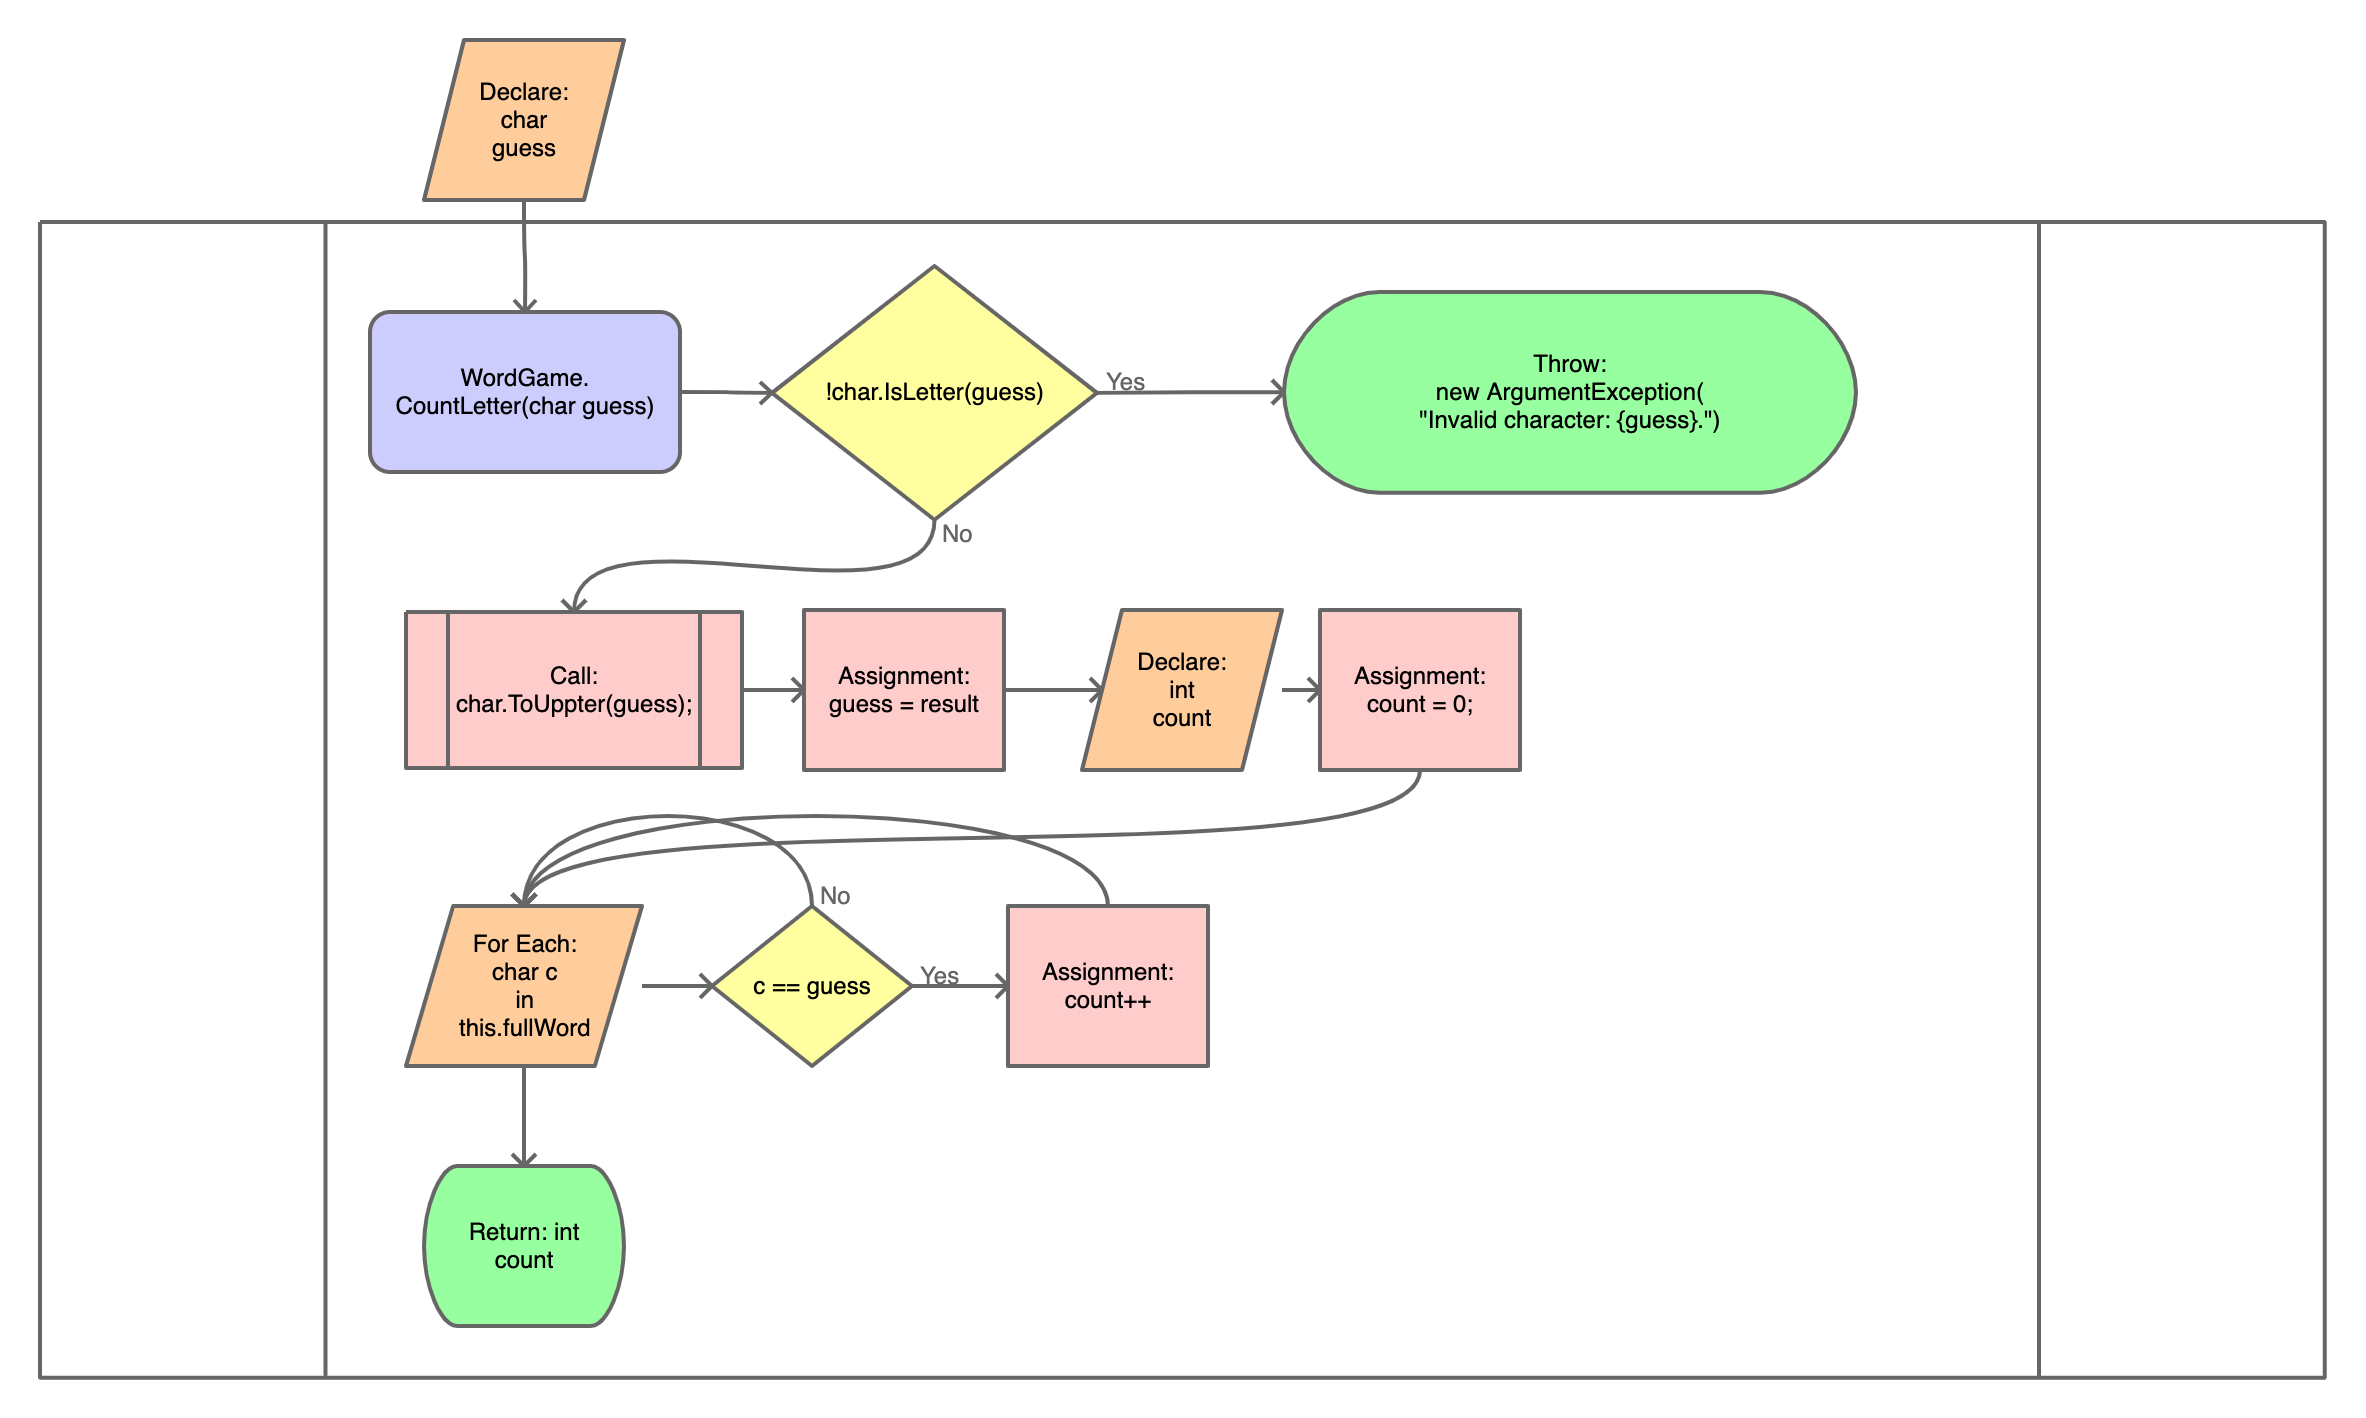 Declare:
char
guess
WordGame.
CountLetter(char guess)
!char.IsLetter(guess)
Yes
Throw:
new ArgumentException(
"Invalid character: {guess}.")
No
Call:
char.ToUppter(guess);
Assignment:
guess = result
Declare:
int
count
Assignment:
count = 0;
For Each:
char c
in
this.fullWord
No
c == guess
Yes
Assignment:
count++
Return: int
count